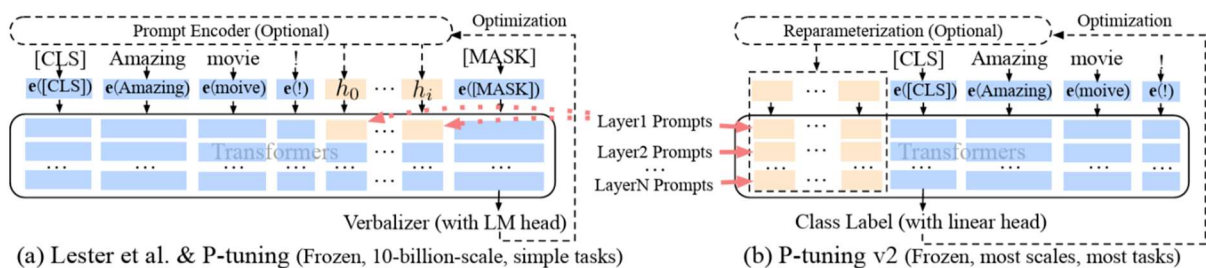 Prompt Encoder (Optional)
Optimization
[CLS] Amazing movie ! [MASK]
e([CLS]) e(Amazing) e(moive) e(!) h0 ... hi e([MASK])
Transformers
... ... ... ... ... ... ...
Verbalizer (with LM head)
(a) Lester et al. & P-tuning (Frozen, 10-billion-scale, simple tasks)
Layer1 Prompts
Layer2 Prompts
...
LayerN Prompts
Reparameterization (Optional)
Optimization
[CLS] Amazing movie !
... e([CLS]) e(Amazing) e(moive) e(!)
Transformers
... ... ... ... ... ...
Class Label (with linear head)
(b) P-tuning v2 (Frozen, most scales, most tasks)